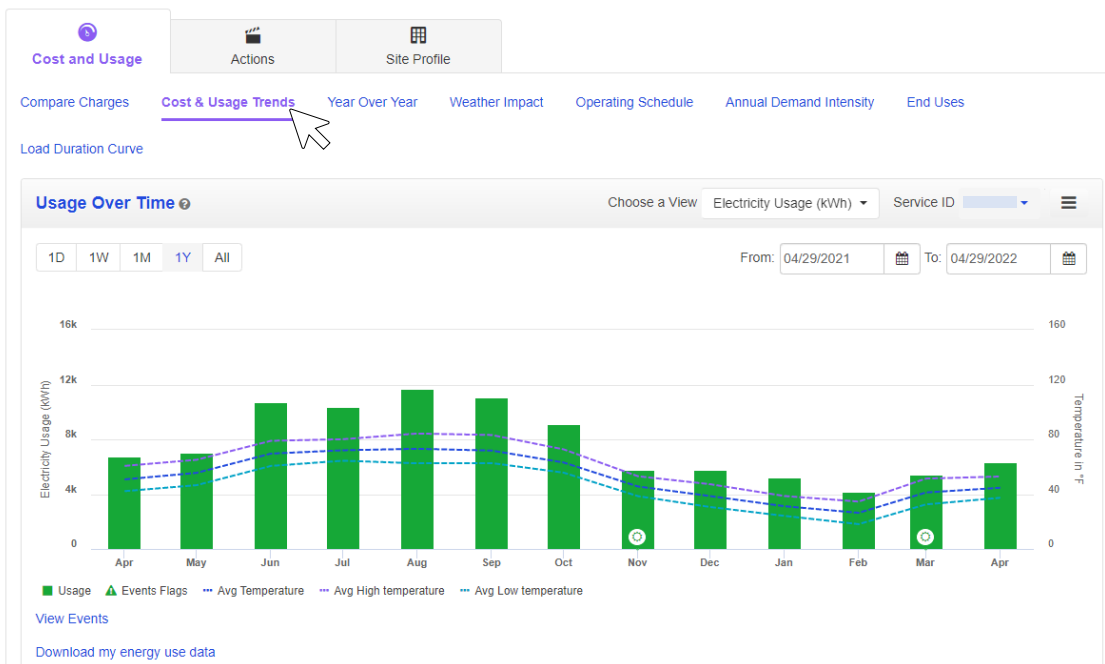 Cost and Usage
Actions
Site Profile
Compare Charges
Cost & Usage Trends
Year Over Year
Weather Impact
Operating Schedule
Annual Demand Intensity
End Uses
Load Duration Curve
Usage Over Time
Choose a View
Electricity Usage (kWh)
Service ID
1D
1W
1M
1Y
All
From: 04/29/2021
To: 04/29/2022
16k
12k
8k
4k
0
Electricity Usage (kWh)
160
120
80
40
0
Temperature in °F
Apr
May
Jun
Jul
Aug
Sep
Oct
Nov
Dec
Jan
Feb
Mar
Apr
Usage
Events Flags
Avg Temperature
Avg High temperature
Avg Low temperature
View Events
Download my energy use data